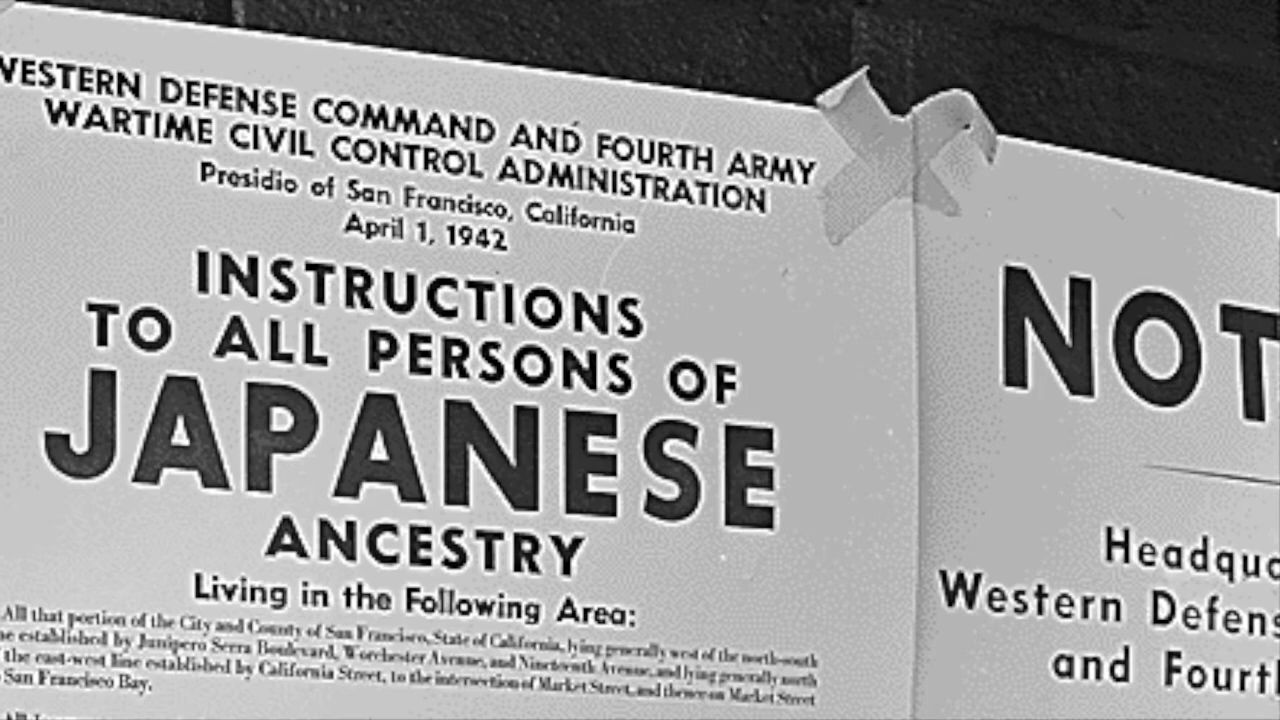 WESTERN DEFENSE COMMAND AND FOURTH ARMY
WARTIME CIVIL CONTROL ADMINISTRATION
Presidio of San Francisco, California
April 1, 1942
INSTRUCTIONS
TO ALL PERSONS OF
JAPANESE
ANCESTRY
Living in the Following Area:
All that portion of the City and County of San Francisco, State of California, lying generally west of the north-south
established by Junipero Serra Boulevard, Worchester Avenue, and Nineteenth Avenue, and lying generally north
the east-west line established by California Street, to the intersection of Market Street, and thence on Market Street
San Francisco Bay.
NOT
Headqua
Western Defens
and Fourth